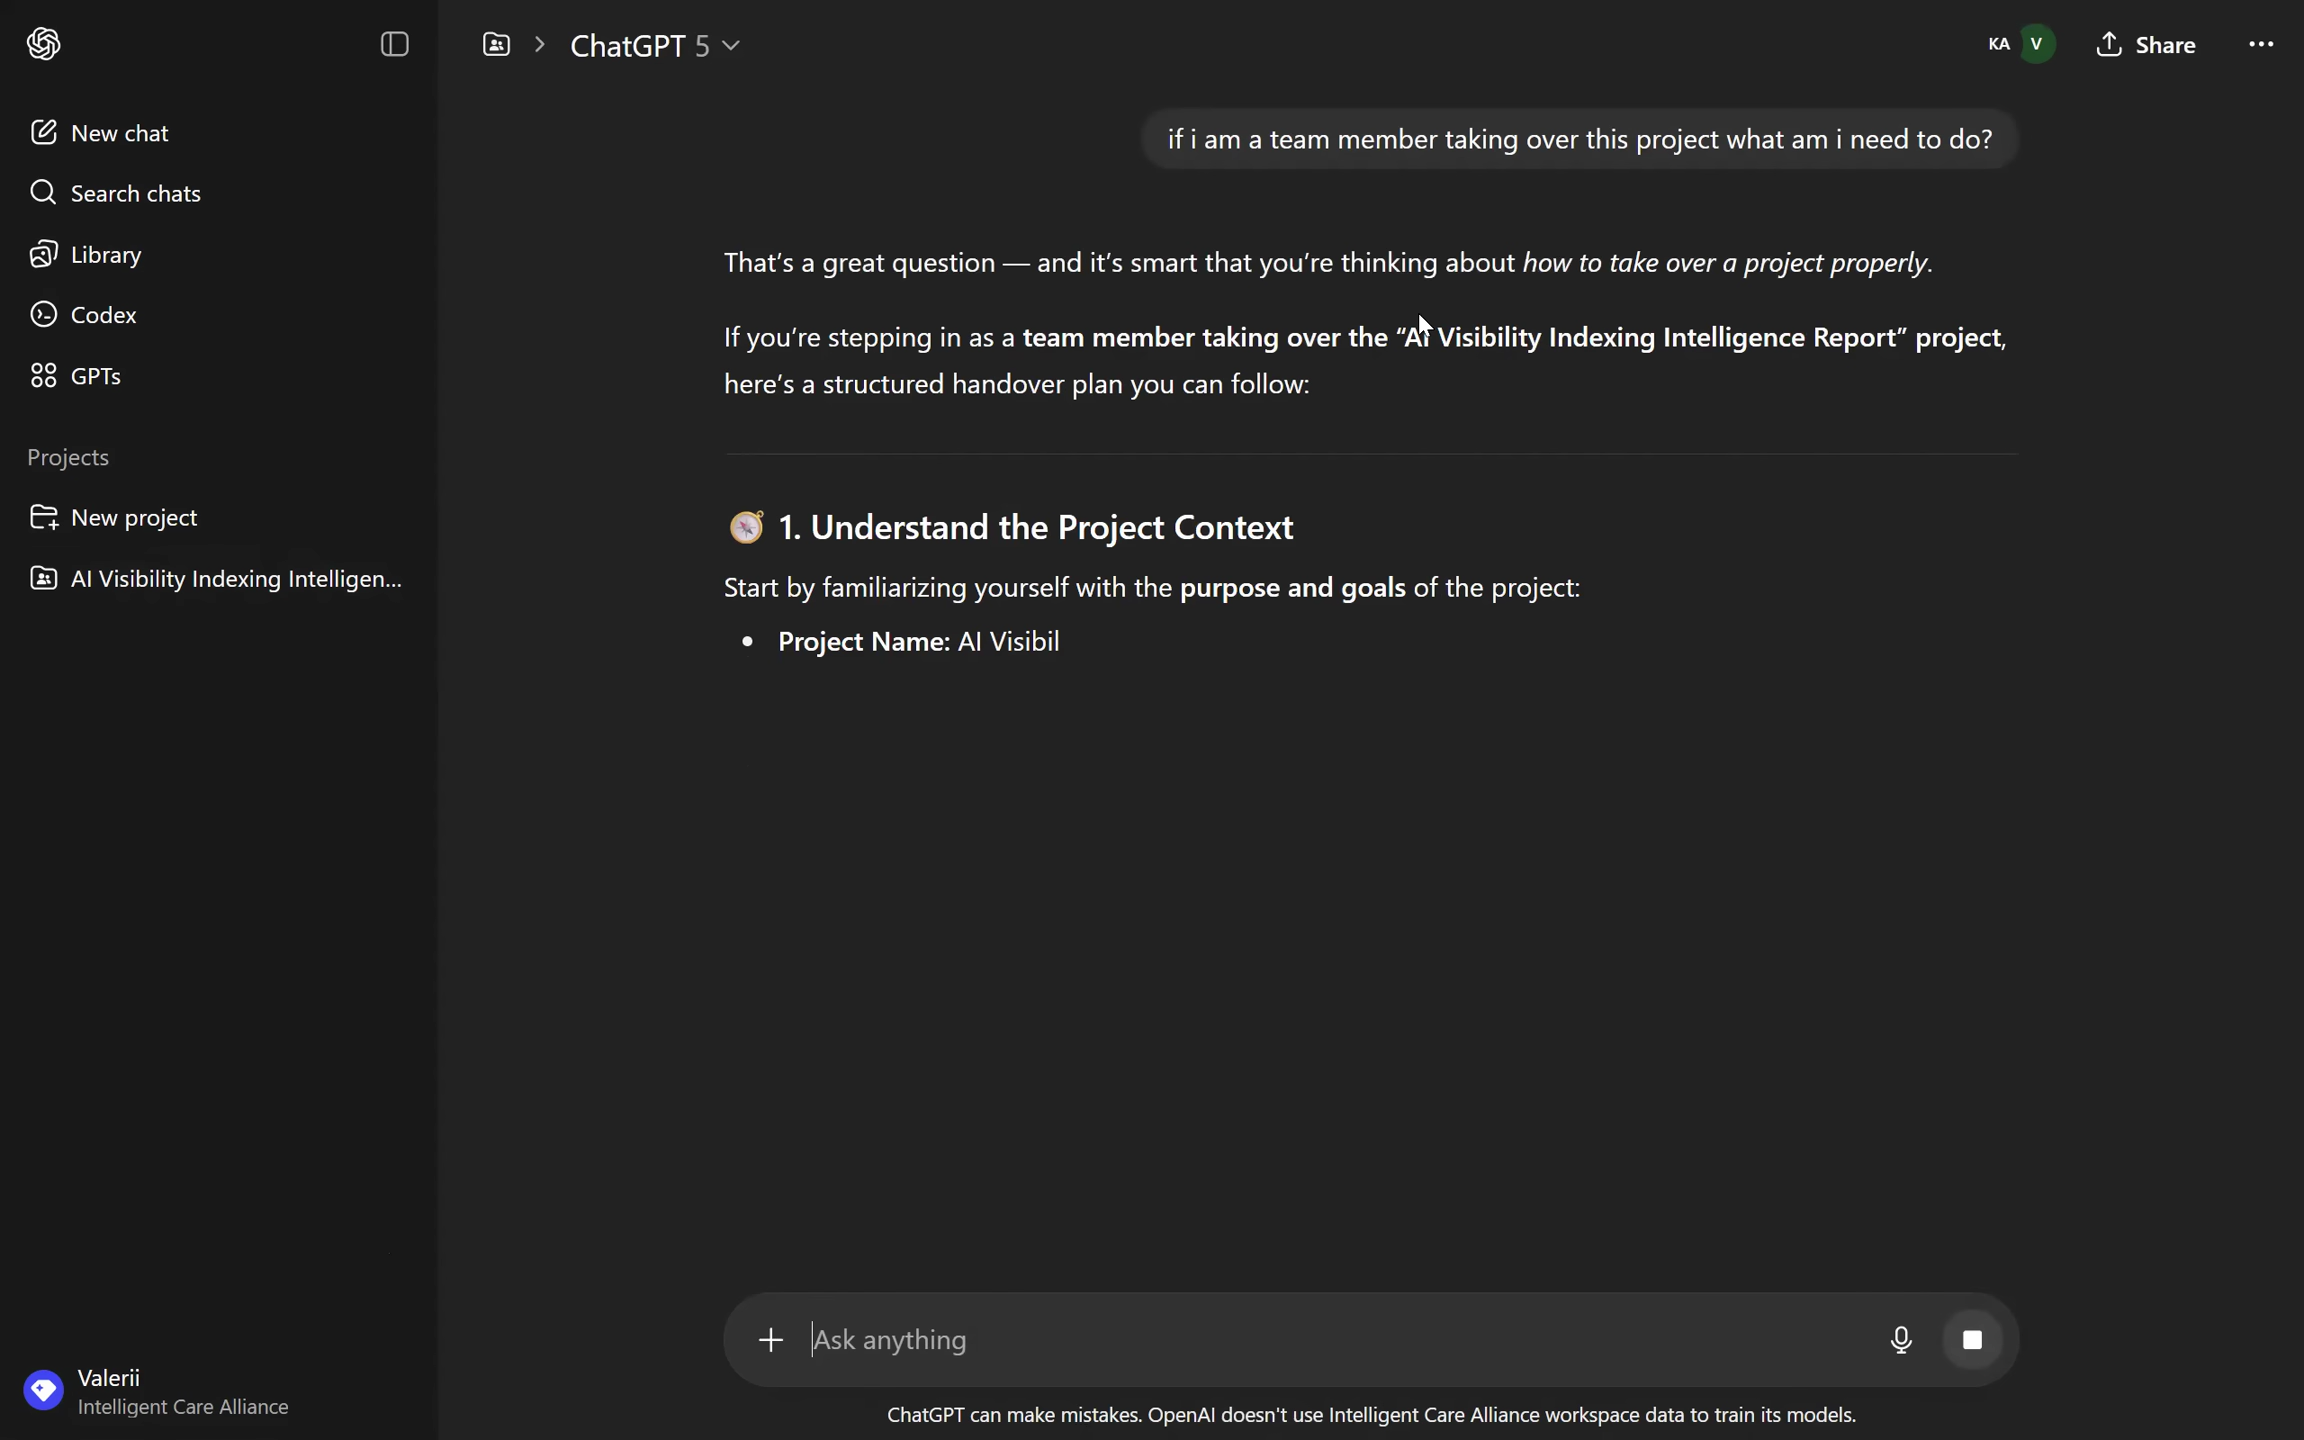 ChatGPT 5
KA
V
Share
New chat
Search chats
Library
Codex
GPTs
Projects
New project
AI Visibility Indexing Intelligen...
if i am a team member taking over this project what am i need to do?
That's a great question — and it's smart that you're thinking about how to take over a project properly.
If you're stepping in as a team member taking over the “AI Visibility Indexing Intelligence Report” project,
here's a structured handover plan you can follow:
1. Understand the Project Context
Start by familiarizing yourself with the purpose and goals of the project:
• Project Name: AI Visibil
Ask anything
Valerii
Intelligent Care Alliance
ChatGPT can make mistakes. OpenAI doesn't use Intelligent Care Alliance workspace data to train its models.